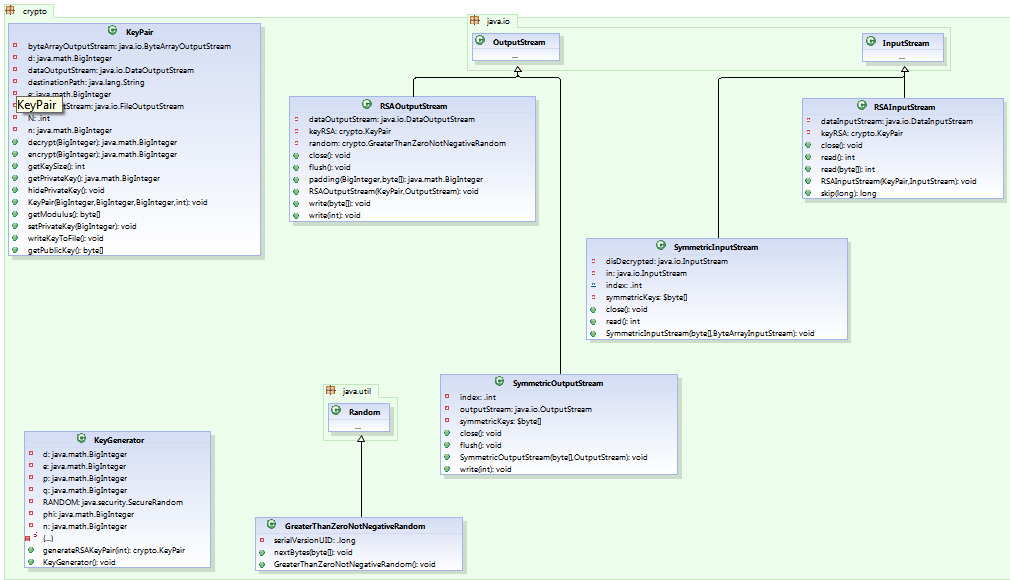 crypto
KeyPair
byteArrayOutputStream: java.io.ByteArrayOutputStream
d: java.math.BigInteger
dataOutputStream: java.io.DataOutputStream
destinationPath: java.lang.String
e: java.math.BigInteger
KeyPair
Stream: java.io.FileOutputStream
N: .int
n: java.math.BigInteger
decrypt(BigInteger): java.math.BigInteger
encrypt(BigInteger): java.math.BigInteger
getKeySize(): int
getPrivateKey(): java.math.BigInteger
hidePrivateKey(): void
KeyPair(BigInteger,BigInteger,BigInteger,int): void
getModulus(): byte[]
setPrivateKey(BigInteger): void
writeKeyToFile(): void
getPublicKey(): byte[]
java.io
OutputStream
InputStream
RSAOutputStream
dataOutputStream: java.io.DataOutputStream
keyRSA: crypto.KeyPair
random: crypto.GreaterThanZeroNotNegativeRandom
close(): void
flush(): void
padding(BigInteger,byte[]): java.math.BigInteger
RSAOutputStream(KeyPair,OutputStream): void
write(byte[]): void
write(int): void
RSAInputStream
dataInputStream: java.io.DataInputStream
keyRSA: crypto.KeyPair
close(): void
read(): int
read(byte[]): int
RSAInputStream(KeyPair,InputStream): void
skip(long): long
SymmetricInputStream
disDecrypted: java.io.InputStream
in: java.io.InputStream
index: .int
symmetricKeys: $byte[]
close(): void
read(): int
SymmetricInputStream(byte[],ByteArrayInputStream): void
SymmetricOutputStream
index: .int
outputStream: java.io.OutputStream
symmetricKeys: $byte[]
close(): void
flush(): void
SymmetricOutputStream(byte[],OutputStream): void
write(int): void
java.util
Random
KeyGenerator
d: java.math.BigInteger
e: java.math.BigInteger
p: java.math.BigInteger
q: java.math.BigInteger
RANDOM: java.security.SecureRandom
phi: java.math.BigInteger
n: java.math.BigInteger
{...}
generateRSAKeyPair(int): crypto.KeyPair
KeyGenerator(): void
GreaterThanZeroNotNegativeRandom
serialVersionUID: .long
nextBytes(byte[]): void
GreaterThanZeroNotNegativeRandom(): void